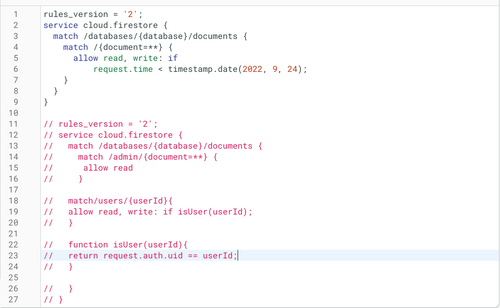 1 rules_version = '2';
2 service cloud.firestore {
3 match /databases/{database}/documents {
4 match /{document=**} {
5 allow read, write: if
6 request.time < timestamp.date(2022, 9, 24);
7 }
8 }
9 }
10
11 // rules_version = '2';
12 // service cloud.firestore {
13 // match /databases/{database}/documents {
14 // match /admin/{document=**} {
15 // allow read
16 // }
17
18 // match/users/{userId}{
19 // allow read, write: if isUser(userId);
20 // }
21
22 // function isUser(userId){
23 // return request.auth.uid == userId;
24 // }
25
26 // }
27 // }